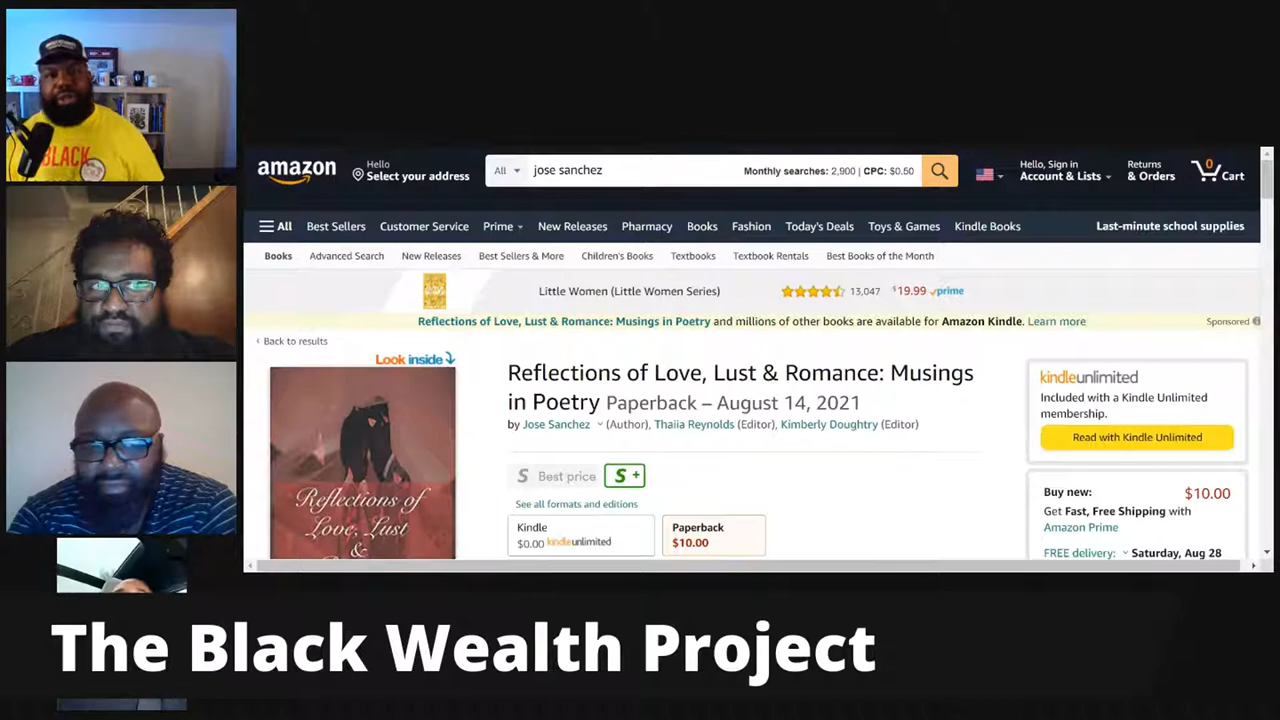 BLACK
amazon
Hello
Select your address
All
jose sanchez
Monthly searches: 2,900 | CPC: $0.50
Hello, Sign in
Account & Lists
Returns
& Orders
0
Cart
All
Best Sellers
Customer Service
Prime
New Releases
Pharmacy
Books
Fashion
Today's Deals
Toys & Games
Kindle Books
Last-minute school supplies
Books
Advanced Search
New Releases
Best Sellers & More
Children's Books
Textbooks
Textbook Rentals
Best Books of the Month
Little Women (Little Women Series)
13,047
$19.99
prime
Reflections of Love, Lust & Romance: Musings in Poetry and millions of other books are available for Amazon Kindle. Learn more
Sponsored
‹ Back to results
Look inside
Reflections of
Love, Lust
&
Reflections of Love, Lust & Romance: Musings
in Poetry Paperback – August 14, 2021
by Jose Sanchez (Author), Thaiia Reynolds (Editor), Kimberly Doughtry (Editor)
S Best price
S +
See all formats and editions
Kindle
$0.00 kindleunlimited
Paperback
$10.00
kindleunlimited
Included with a Kindle Unlimited
membership.
Read with Kindle Unlimited
Buy new:
$10.00
Get Fast, Free Shipping with
Amazon Prime
FREE delivery: Saturday, Aug 28
The Black Wealth Project